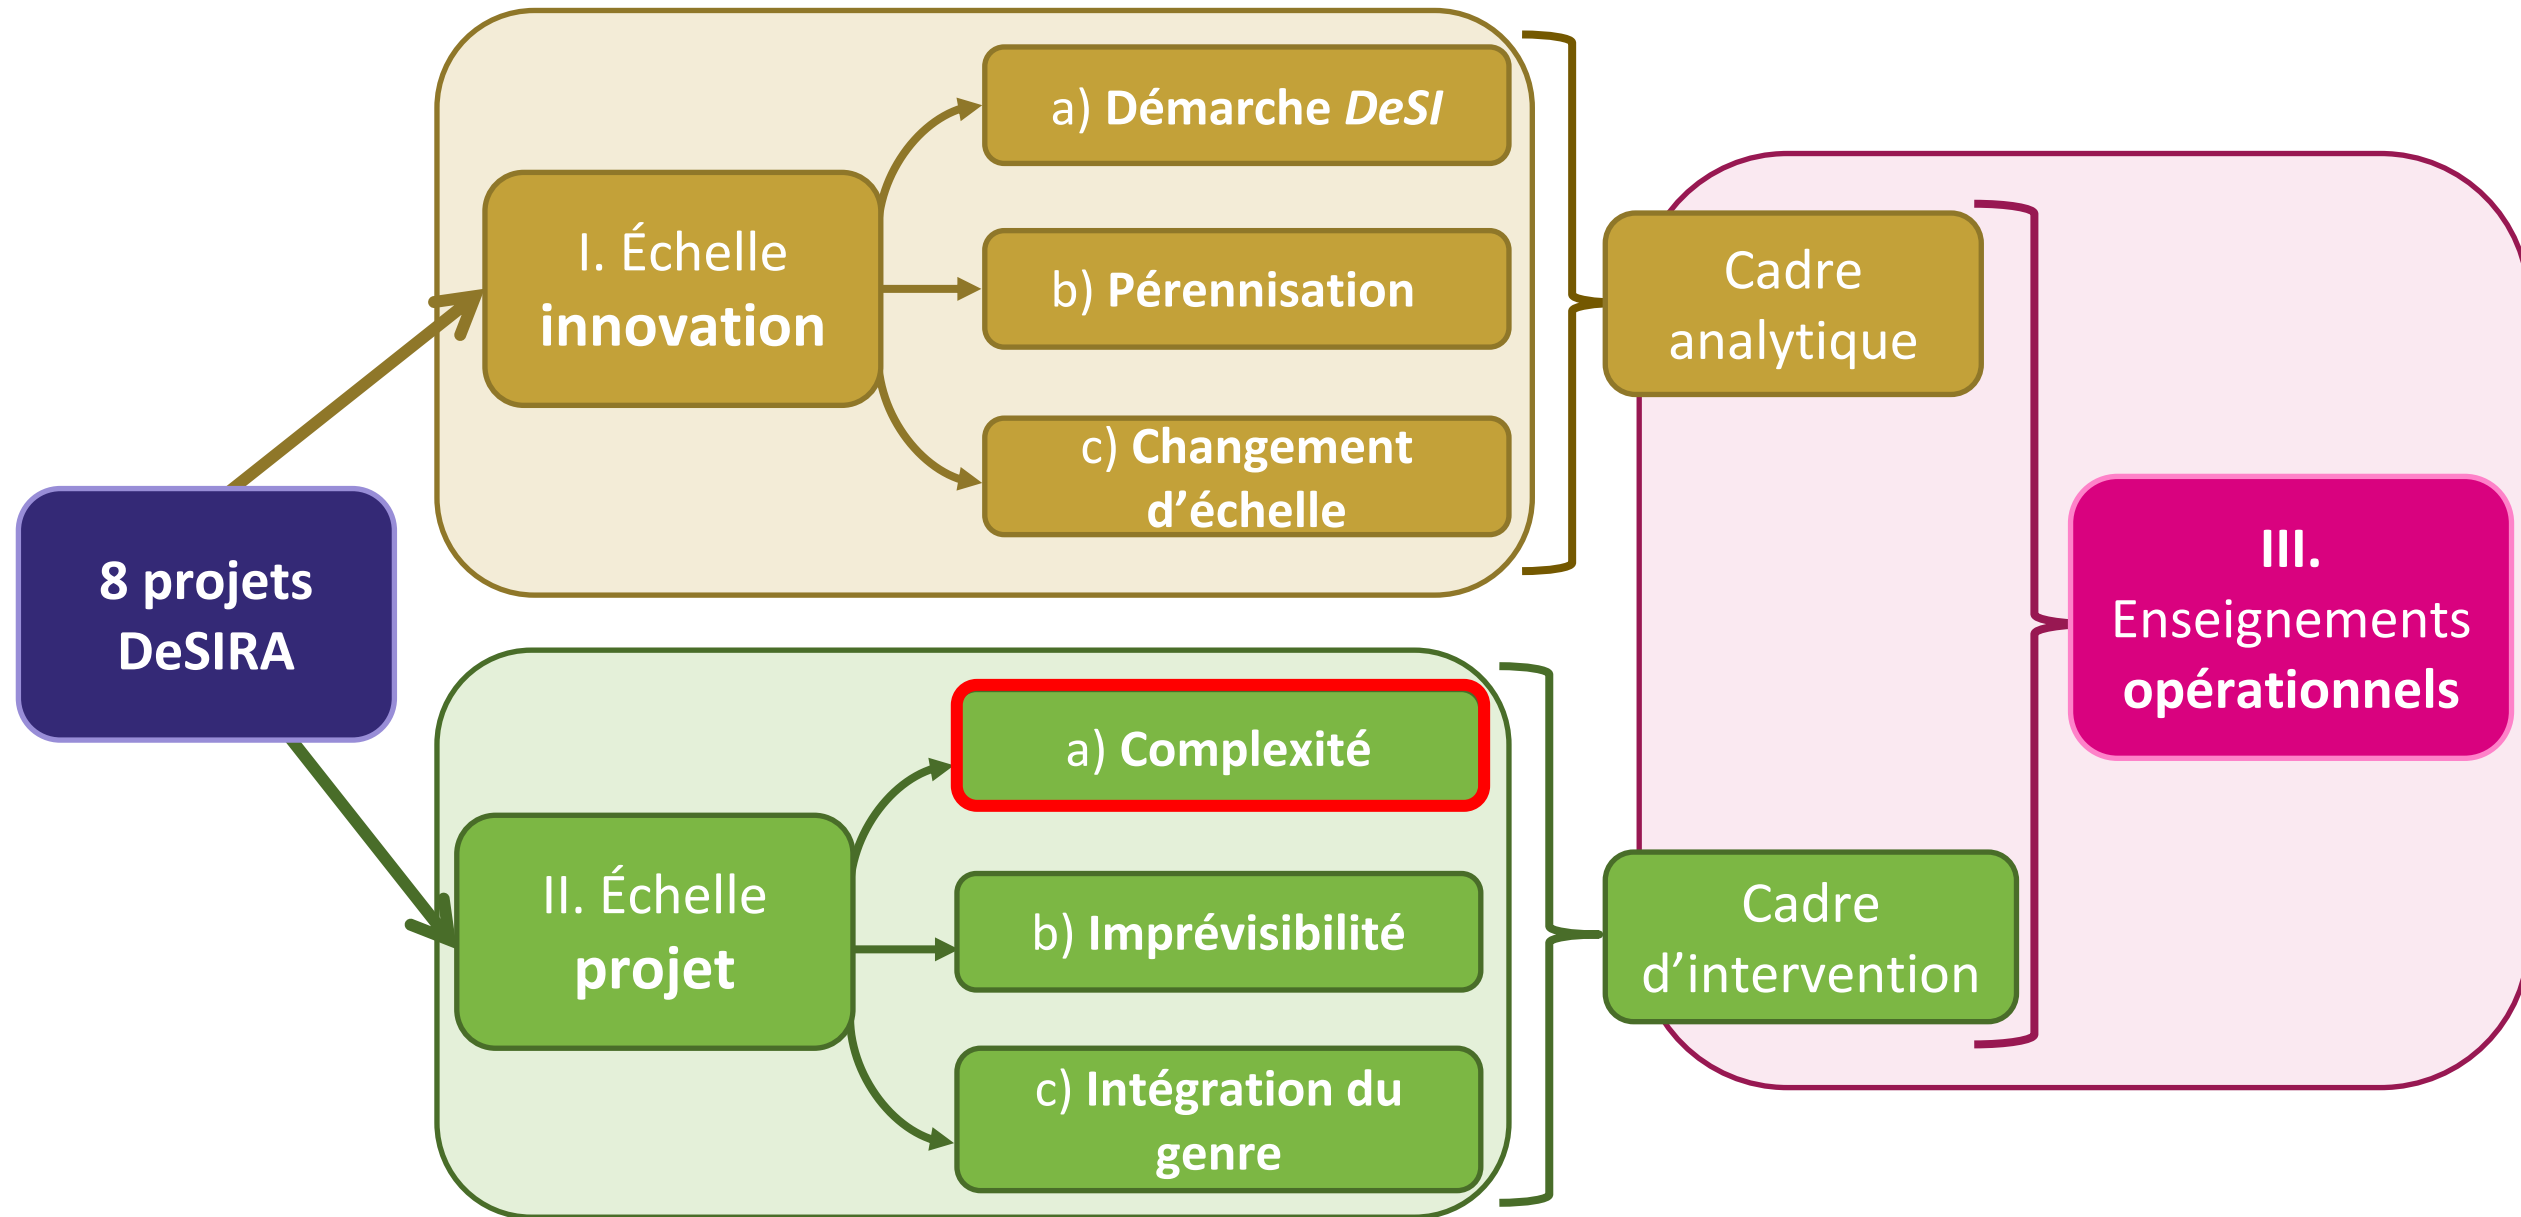 8 projets
DeSIRA
I. Échelle
innovation
a) Démarche DeSI
b) Pérennisation
c) Changement
d’échelle
Cadre
analytique
II. Échelle
projet
a) Complexité
b) Imprévisibilité
c) Intégration du
genre
Cadre
d’intervention
III.
Enseignements
opérationnels